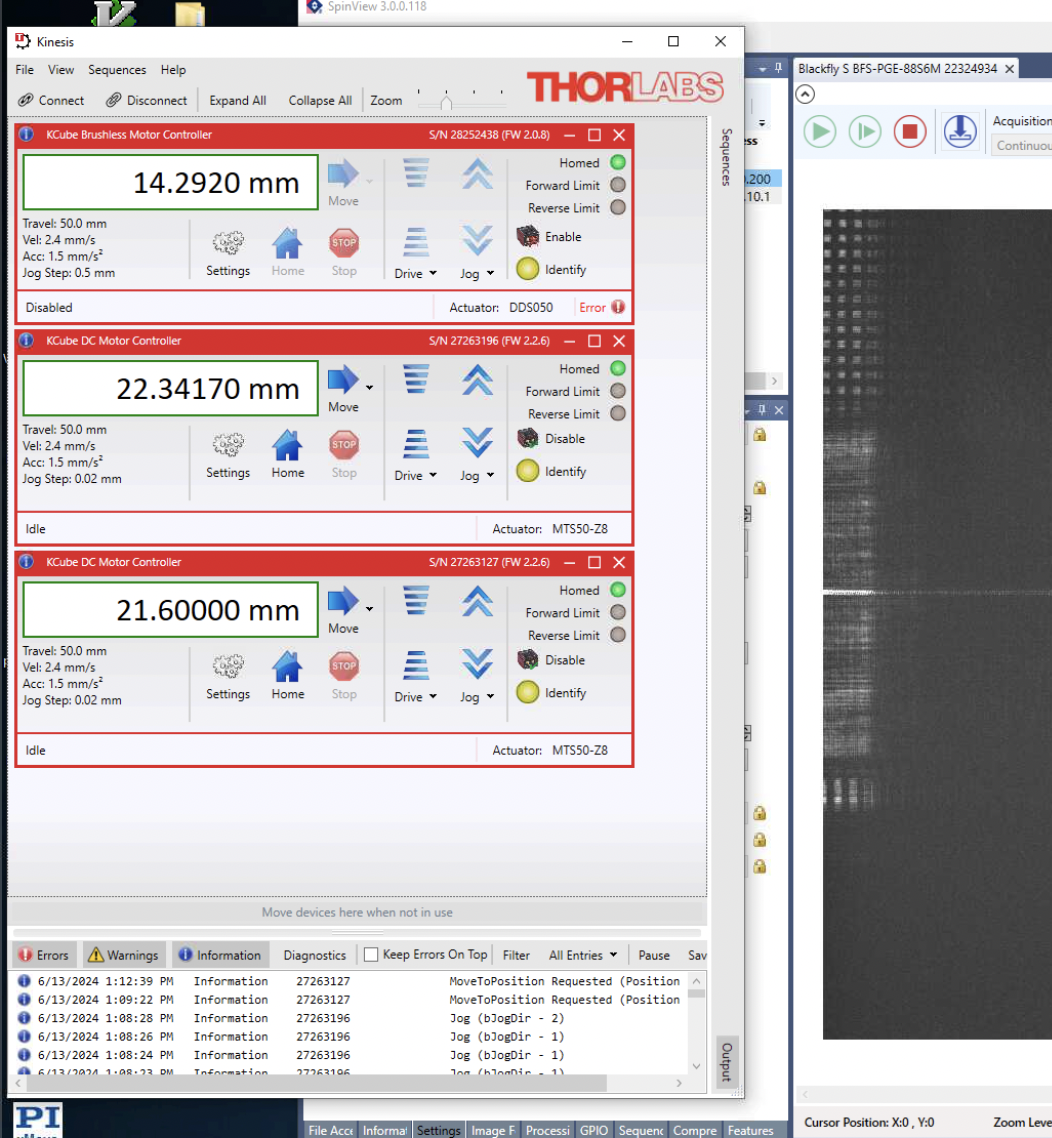 SpinView 3.0.0.118
Kinesis
File View Sequences Help
Connect Disconnect Expand All Collapse All Zoom
THORLABS
KCube Brushless Motor Controller S/N 28252438 (FW 2.0.8)
14.2920 mm
Move
Homed
Forward Limit
Reverse Limit
Travel: 50.0 mm
Vel: 2.4 mm/s
Acc: 1.5 mm/s²
Jog Step: 0.5 mm
Settings Home STOP Stop Drive Jog
Enable
Identify
Disabled Actuator: DDS050 Error
KCube DC Motor Controller S/N 27263196 (FW 2.2.6)
22.34170 mm
Move
Homed
Forward Limit
Reverse Limit
Travel: 50.0 mm
Vel: 2.4 mm/s
Acc: 1.5 mm/s²
Jog Step: 0.02 mm
Settings Home STOP Stop Drive Jog
Disable
Identify
Idle Actuator: MTS50-Z8
KCube DC Motor Controller S/N 27263127 (FW 2.2.6)
21.60000 mm
Move
Homed
Forward Limit
Reverse Limit
Travel: 50.0 mm
Vel: 2.4 mm/s
Acc: 1.5 mm/s²
Jog Step: 0.02 mm
Settings Home STOP Stop Drive Jog
Disable
Identify
Idle Actuator: MTS50-Z8
Move devices here when not in use
Sequences
Errors Warnings Information Diagnostics Keep Errors On Top Filter All Entries Pause Sav
6/13/2024 1:12:39 PM Information 27263127 MoveToPosition Requested (Position
6/13/2024 1:09:22 PM Information 27263127 MoveToPosition Requested (Position
6/13/2024 1:08:28 PM Information 27263196 Jog (bJogDir - 2)
6/13/2024 1:08:26 PM Information 27263196 Jog (bJogDir - 1)
6/13/2024 1:08:24 PM Information 27263196 Jog (bJogDir - 1)
6/13/2024 1:08:23 PM Information 27263196 Jog (bJogDir - 1)
Output
PI
Blackfly S BFS-PGE-88S6M 22324934
Acquisition
Continuou
ess
0.200
.10.1
File Acce Informat Settings Image F Processi GPIO Sequenc Compre Features
Cursor Position: X:0 , Y:0 Zoom Leve